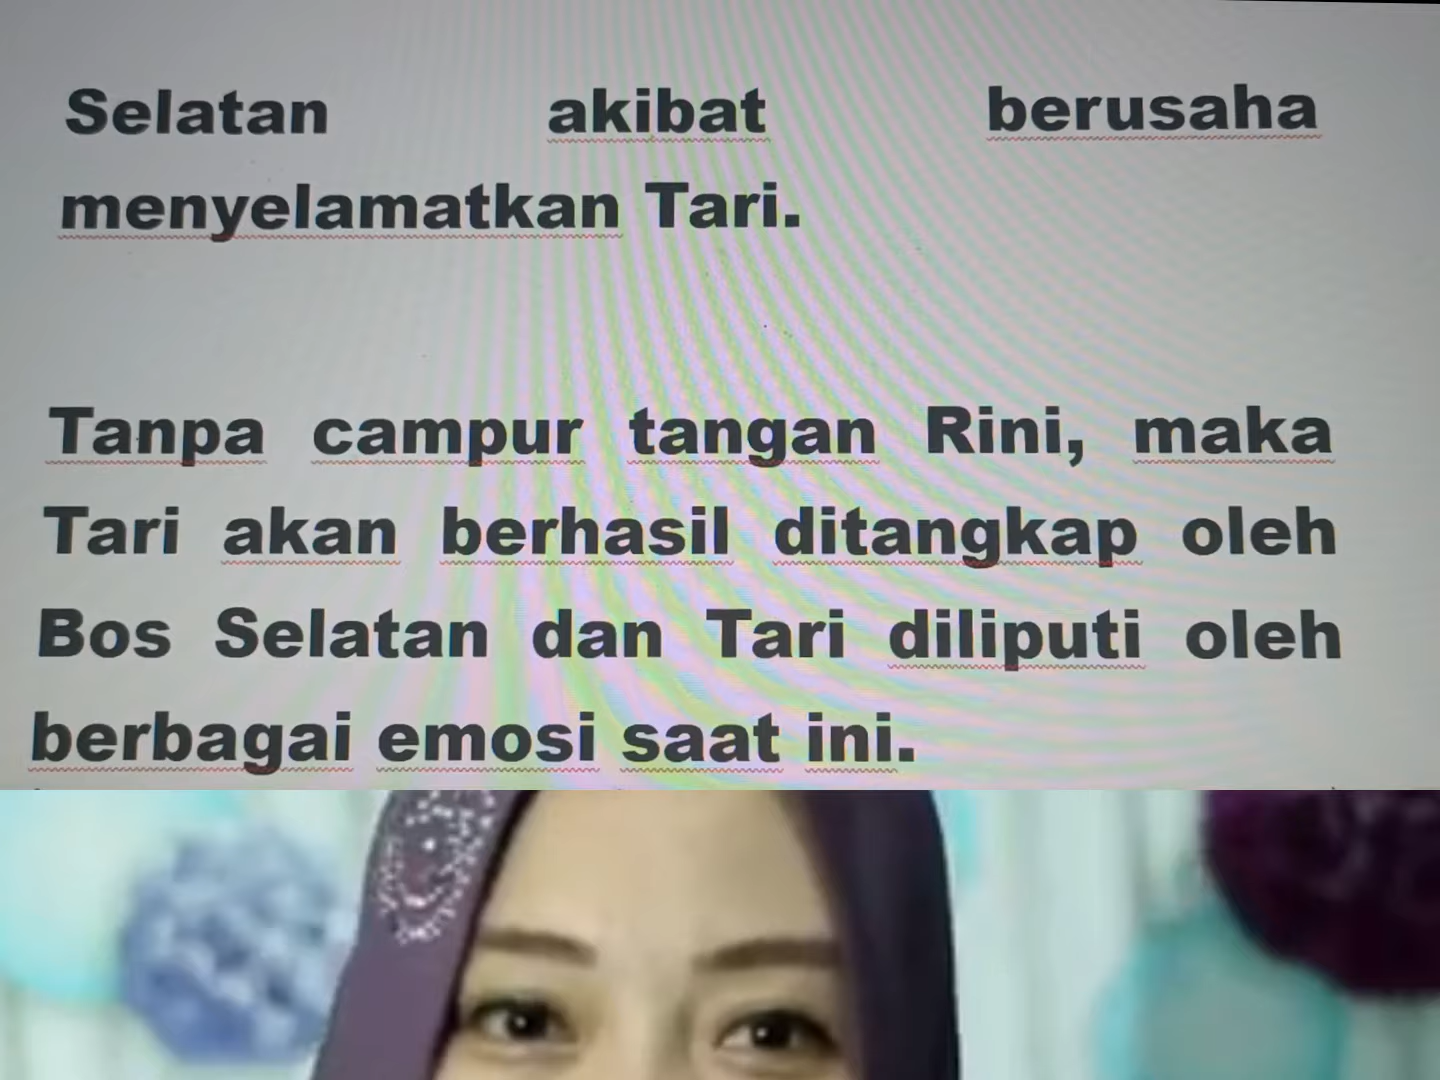 Selatan akibat berusaha
menyelamatkan Tari.
Tanpa campur tangan Rini, maka
Tari akan berhasil ditangkap oleh
Bos Selatan dan Tari diliputi oleh
berbagai emosi saat ini.